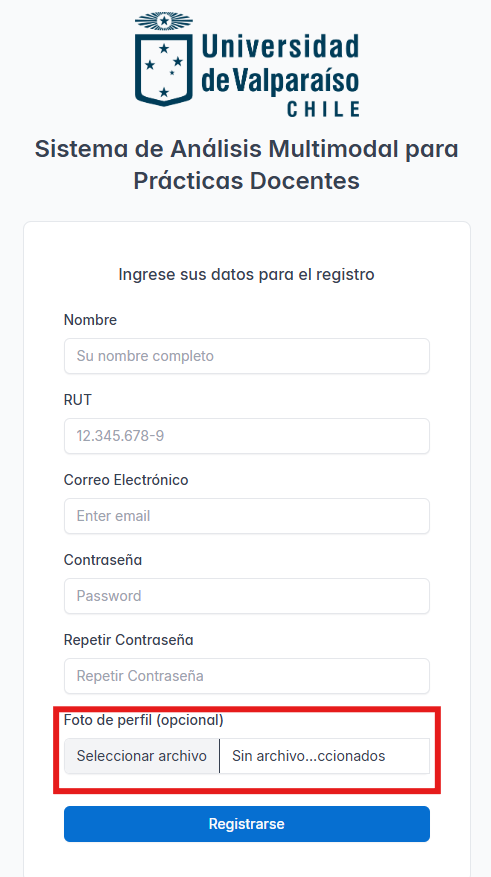 Universidad
de Valparaíso
CHILE
Sistema de Análisis Multimodal para
Prácticas Docentes
Ingrese sus datos para el registro
Nombre
Su nombre completo
RUT
12.345.678-9
Correo Electrónico
Enter email
Contraseña
Password
Repetir Contraseña
Repetir Contraseña
Foto de perfil (opcional)
Seleccionar archivo Sin archivo...ccionados
Registrarse